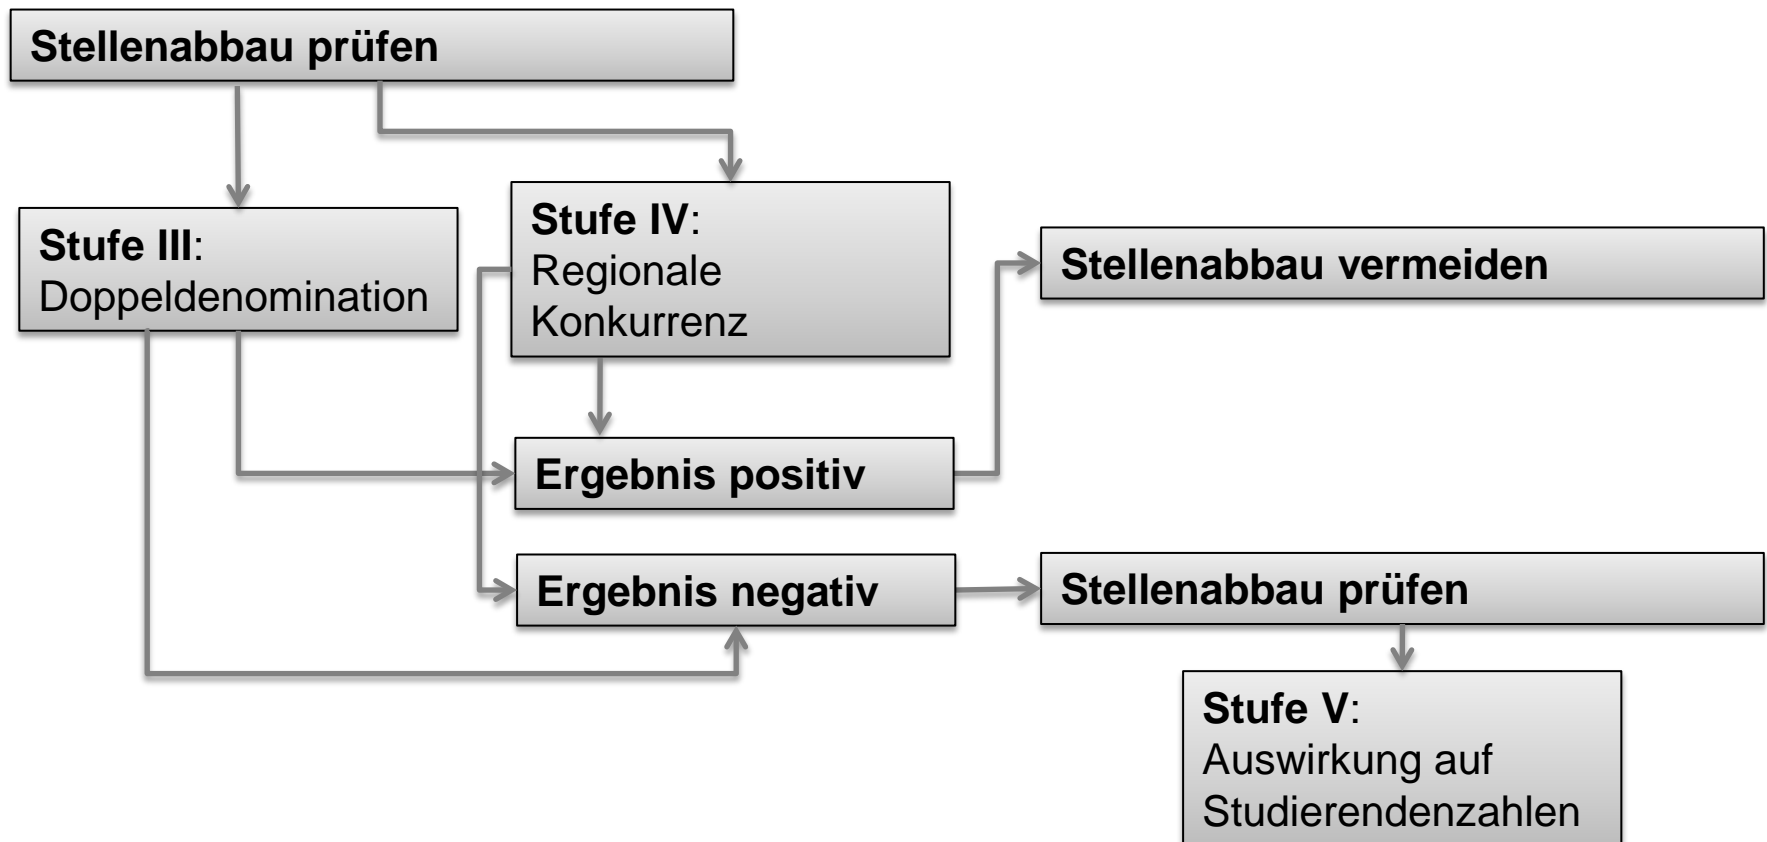 Stellenabbau prüfen
Stufe III:
Doppeldenomination
Stufe IV:
Regionale
Konkurrenz
Stellenabbau vermeiden
Ergebnis positiv
Ergebnis negativ
Stellenabbau prüfen
Stufe V:
Auswirkung auf
Studierendenzahlen